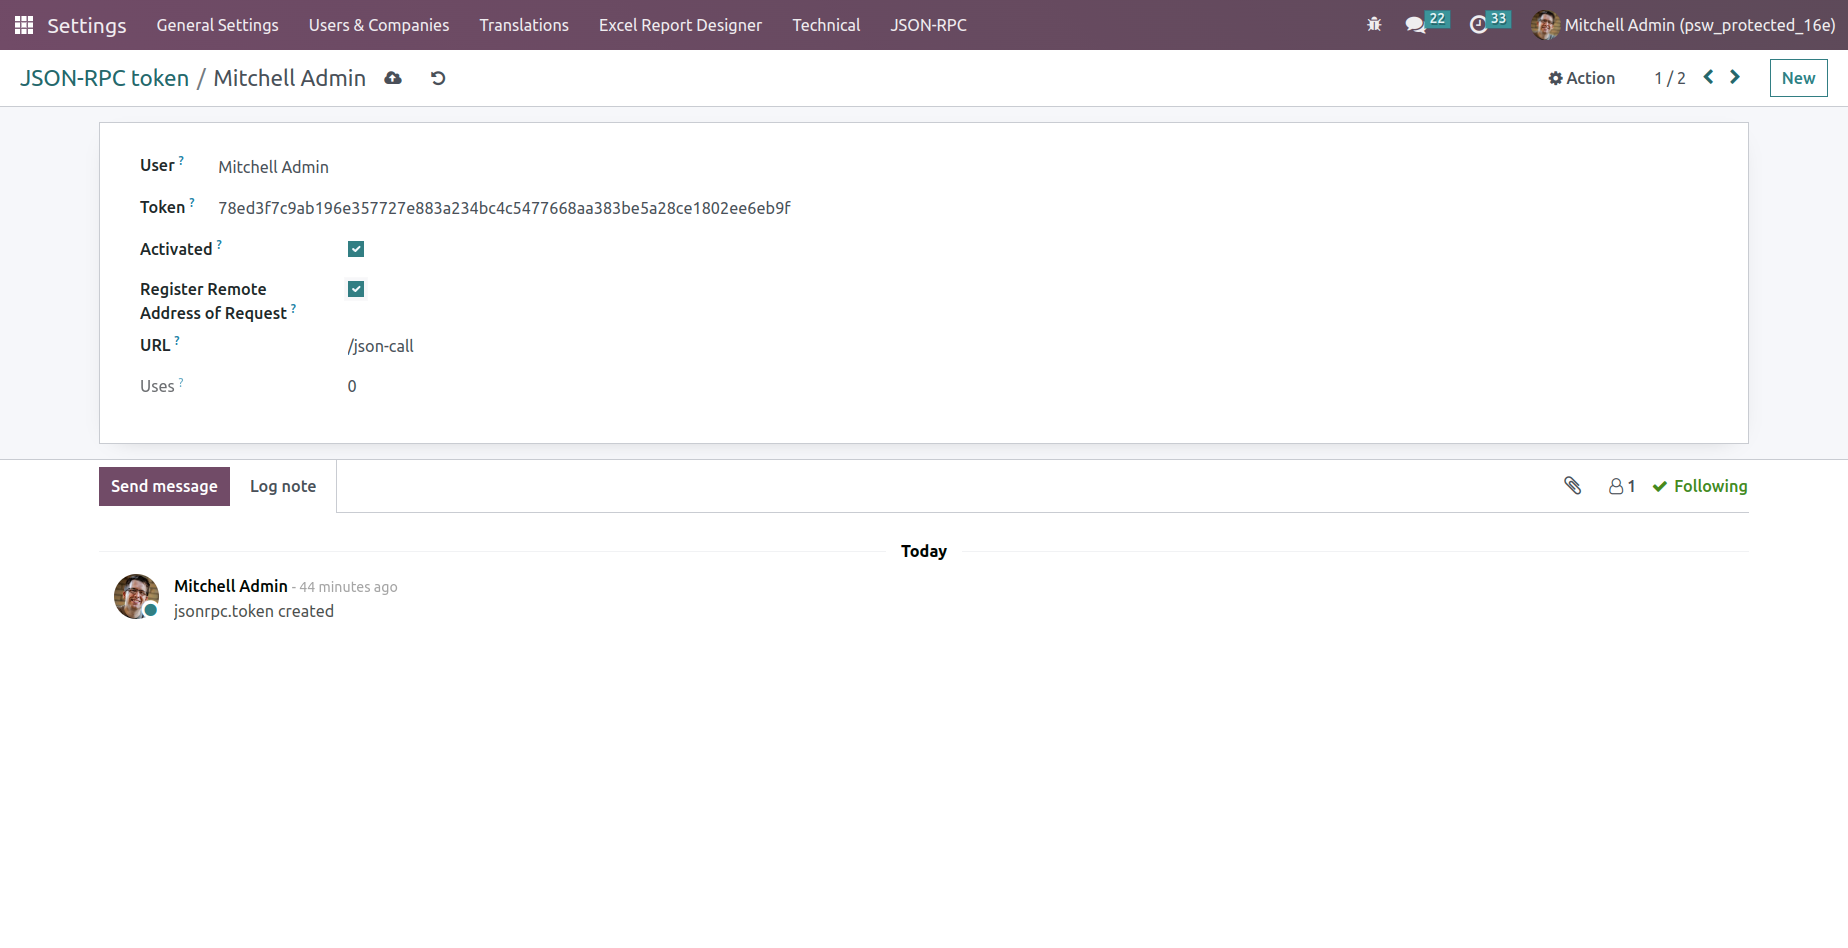 Settings General Settings Users & Companies Translations Excel Report Designer Technical JSON-RPC 22 33 Mitchell Admin (psw_protected_16e)
JSON-RPC token / Mitchell Admin Action 1 / 2 New
User ? Mitchell Admin
Token ? 78ed3f7c9ab196e357727e883a234bc4c5477668aa383be5a28ce1802ee6eb9f
Activated ?
Register Remote
Address of Request ?
URL ? /json-call
Uses ? 0
Send message Log note 1 Following
Today
Mitchell Admin - 44 minutes ago
jsonrpc.token created